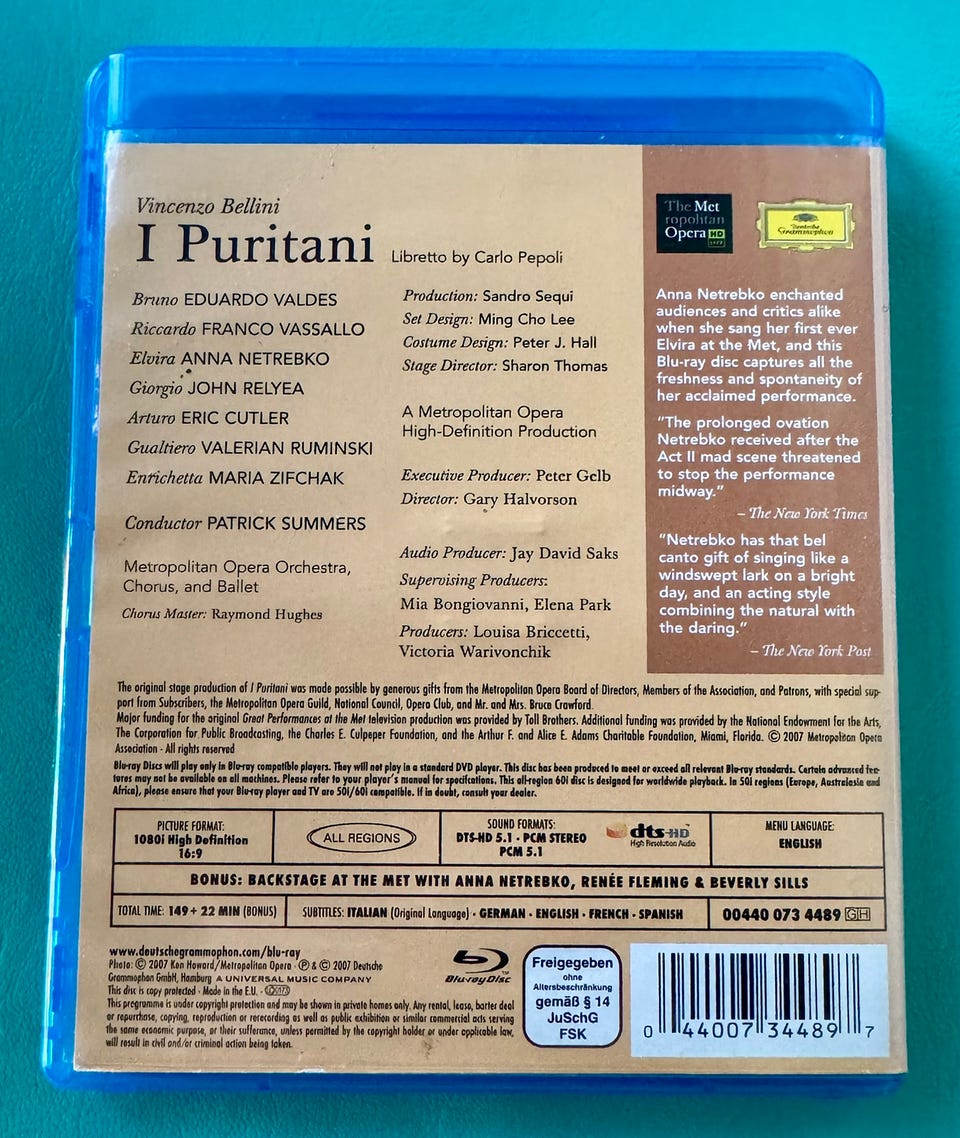 Vincenzo Bellini
I Puritani Libretto by Carlo Pepoli
Bruno EDUARDO VALDES
Riccardo FRANCO VASSALLO
Elvira ANNA NETREBKO
Giorgio JOHN RELYEA
Arturo ERIC CUTLER
Gualtiero VALERIAN RUMINSKI
Enrichetta MARIA ZIFCHAK
Conductor PATRICK SUMMERS
Metropolitan Opera Orchestra,
Chorus, and Ballet
Chorus Master: Raymond Hughes
Production: Sandro Sequi
Set Design: Ming Cho Lee
Costume Design: Peter J. Hall
Stage Director: Sharon Thomas
A Metropolitan Opera
High-Definition Production
Executive Producer: Peter Gelb
Director: Gary Halvorson
Audio Producer: Jay David Saks
Supervising Producers:
Mia Bongiovanni, Elena Park
Producers: Louisa Briccetti,
Victoria Warivonchik
The Met
ropolitan
Opera HD
LIVE
Deutsche
Grammophon
Anna Netrebko enchanted
audiences and critics alike
when she sang her first ever
Elvira at the Met, and this
Blu-ray disc captures all the
freshness and spontaneity of
her acclaimed performance.
"The prolonged ovation
Netrebko received after the
Act II mad scene threatened
to stop the performance
midway."
– The New York Times
"Netrebko has that bel
canto gift of singing like a
windswept lark on a bright
day, and an acting style
combining the natural with
the daring."
– The New York Post
The original stage production of I Puritani was made possible by generous gifts from the Metropolitan Opera Board of Directors, Members of the Association, and Patrons, with special sup-
port from Subscribers, the Metropolitan Opera Guild, National Council, Opera Club, and Mr. and Mrs. Bruce Crawford.
Major funding for the original Great Performances at the Met television production was provided by Toll Brothers. Additional funding was provided by the National Endowment for the Arts,
The Corporation for Public Broadcasting, the Charles E. Culpeper Foundation, and the Arthur F. and Alice E. Adams Charitable Foundation, Miami, Florida. © 2007 Metropolitan Opera
Association · All rights reserved
Blu-ray Discs will play only in Blu-ray compatible players. They will not play in a standard DVD player. This disc has been produced to meet or exceed all relevant Blu-ray standards. Certain advanced fea-
tures may not be available on all machines. Please refer to your player's manual for specifcations. This all-region 60i disc is designed for worldwide playback. In 50i regions (Europe, Australasia and
Africa), please ensure that your Blu-ray player and TV are 50i/60i compatible. If in doubt, consult your dealer.
PICTURE FORMAT:
1080i High Definition
16:9
ALL REGIONS
SOUND FORMATS:
DTS-HD 5.1 · PCM STEREO
PCM 5.1
dts-HD
High Resolution Audio
MENU LANGUAGE:
ENGLISH
BONUS: BACKSTAGE AT THE MET WITH ANNA NETREBKO, RENÉE FLEMING & BEVERLY SILLS
TOTAL TIME: 149 + 22 MIN (BONUS)
SUBTITLES: ITALIAN (Original Language) · GERMAN · ENGLISH · FRENCH · SPANISH
00440 073 4489 GH
www.deutschegrammophon.com/blu-ray
Photo: © 2007 Ken Howard/Metropolitan Opera · ℗ & © 2007 Deutsche
Grammophon GmbH, Hamburg A UNIVERSAL MUSIC COMPANY
This disc is copy protected · Made in the E.U.
This programme is under copyright protection and may be shown in private homes only. Any rental, lease, barter deal
or repurchase, copying, reproduction or rerecording as well as public exhibition or similar commercial acts serving
the same economic purpose, or their sufferance, unless permitted by the copyright holder or under applicable law,
will result in civil and/or criminal action being taken.
Blu-ray Disc™
Freigegeben
ohne
Altersbeschränkung
gemäß § 14
JuSchG
FSK
0 44007 34489 7